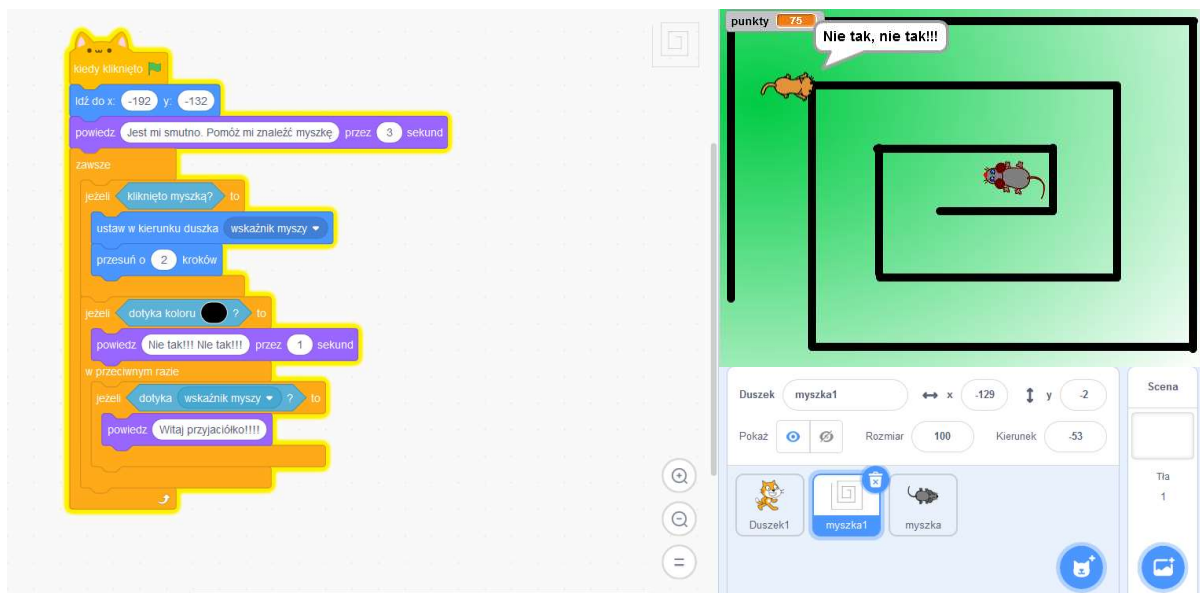 kiedy kliknięto
Idź do x: -192 y: -132
powiedz Jest mi smutno. Pomóż mi znaleźć myszkę przez 3 sekund
zawsze
jeżeli kliknięto myszką? to
ustaw w kierunku duszka wskaźnik myszy
przesuń o 2 kroków
jeżeli dotyka koloru ? to
powiedz Nie tak!!! NIe tak!!! przez 1 sekund
w przeciwnym razie
jeżeli dotyka wskaźnik myszy ? to
powiedz Witaj przyjaciółko!!!!
punkty 75
Nie tak, nie tak!!!
Duszek myszka1 x -129 y -2
Pokaż Rozmiar 100 Kierunek -53
Duszek1
myszka1
myszka
Scena
Tła
1